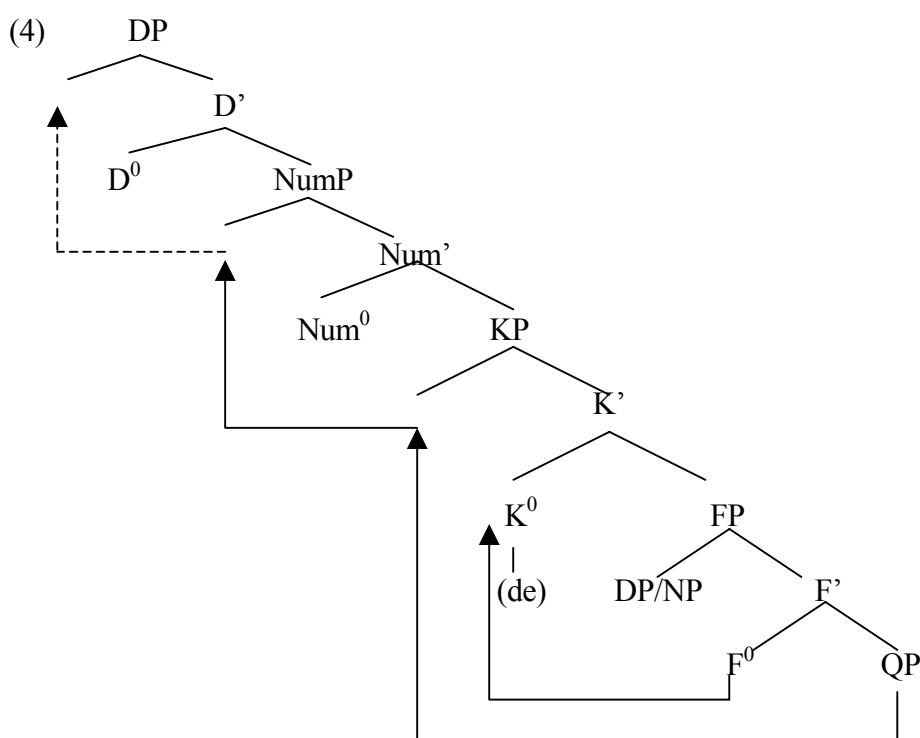 (4) DP
D’
D⁰ NumP
Num’
Num⁰ KP
K’
K⁰ FP
(de) DP/NP F’
F⁰ QP